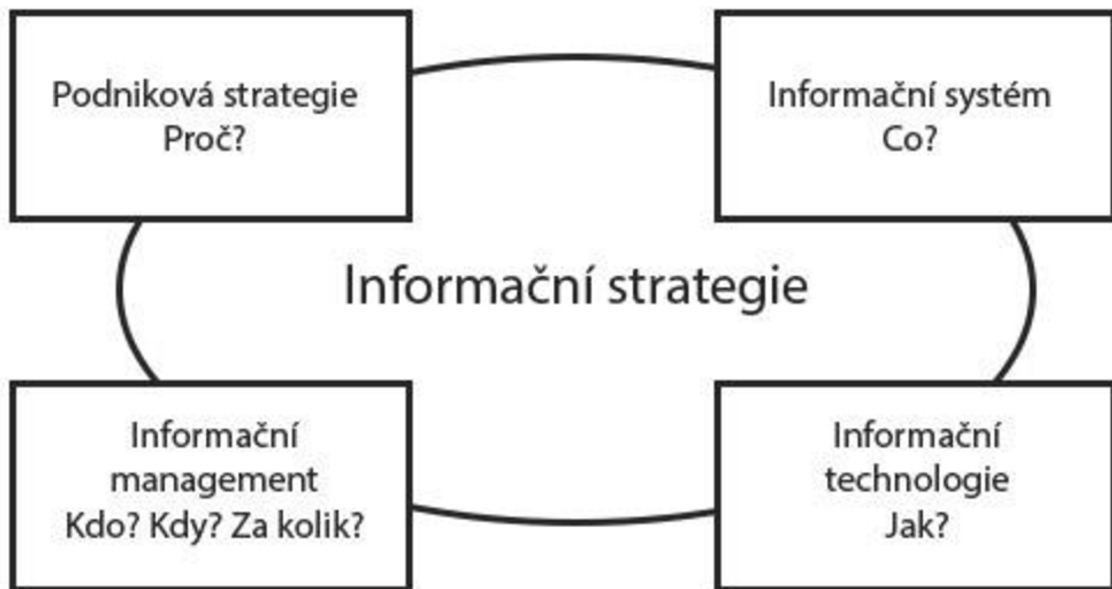 Podniková strategie
Proč?
Informační systém
Co?
Informační strategie
Informační
management
Kdo? Kdy? Za kolik?
Informační
technologie
Jak?